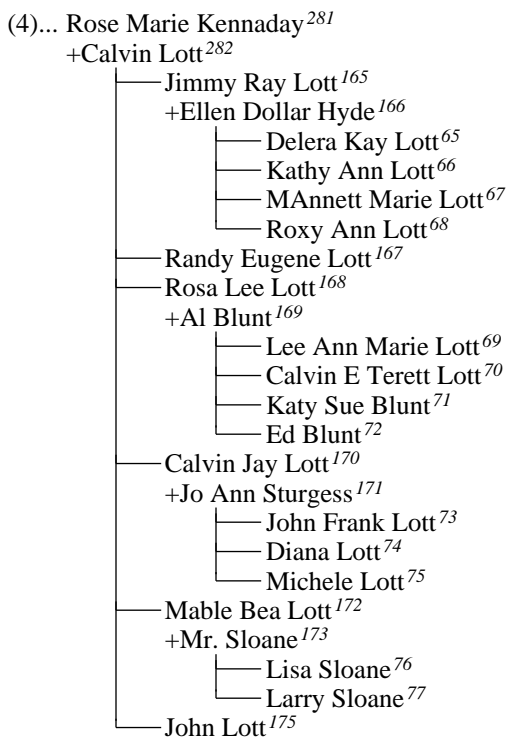 (4)... Rose Marie Kennaday281
+Calvin Lott282
Jimmy Ray Lott165
+Ellen Dollar Hyde166
Delera Kay Lott65
Kathy Ann Lott66
MAnnett Marie Lott67
Roxy Ann Lott68
Randy Eugene Lott167
Rosa Lee Lott168
+Al Blunt169
Lee Ann Marie Lott69
Calvin E Terett Lott70
Katy Sue Blunt71
Ed Blunt72
Calvin Jay Lott170
+Jo Ann Sturgess171
John Frank Lott73
Diana Lott74
Michele Lott75
Mable Bea Lott172
+Mr. Sloane173
Lisa Sloane76
Larry Sloane77
John Lott175